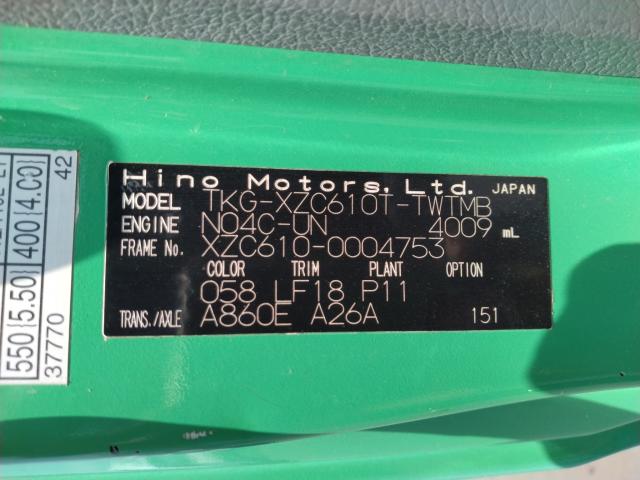 Hino Motors, Ltd. JAPAN
MODEL TKG-XZC610T-TWTMB
ENGINE N04C-UN 4009 mL
FRAME No. XZC610-0004753
COLOR TRIM PLANT OPTION
058 LF18 P11
TRANS./AXLE A860E A26A 151
550 (5.50) 400 (4.00)
37770 42